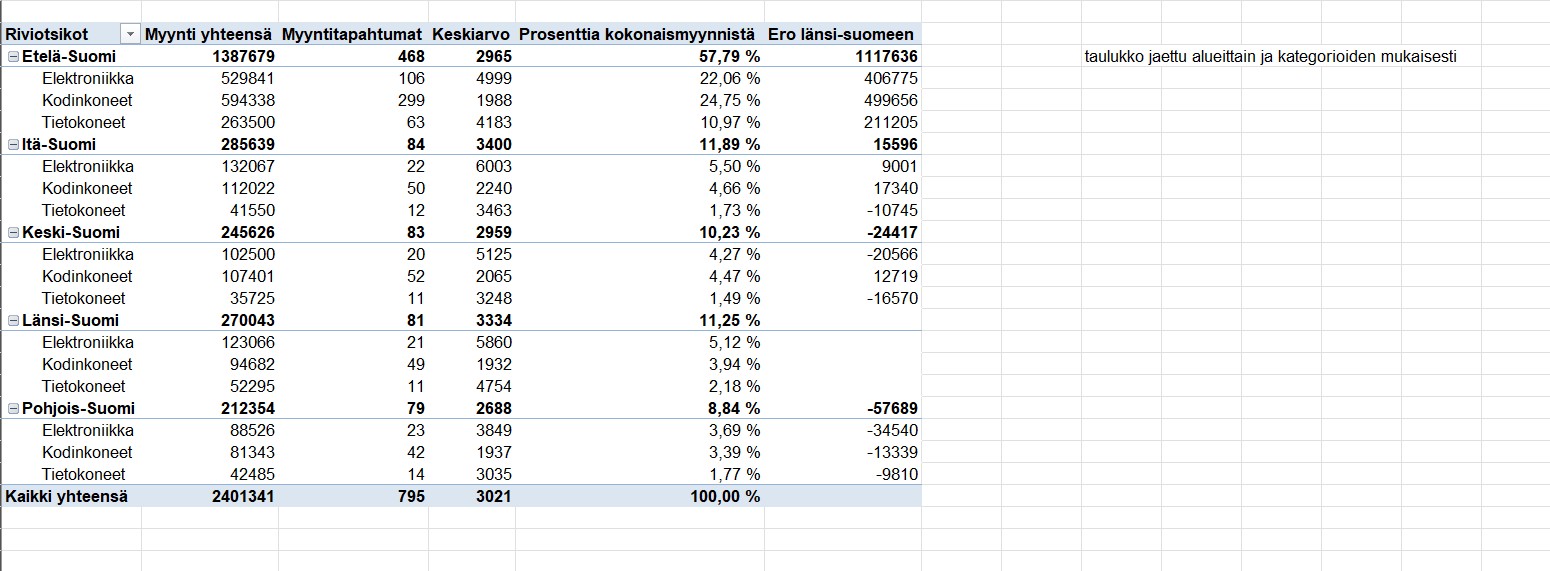 Riviotsikot Myynti yhteensä Myyntitapahtumat Keskiarvo Prosenttia kokonaismyynnistä Ero länsi-suomeen
Etelä-Suomi 1387679 468 2965 57,79 % 1117636 taulukko jaettu alueittain ja kategorioiden mukaisesti
Elektroniikka 529841 106 4999 22,06 % 406775
Kodinkoneet 594338 299 1988 24,75 % 499656
Tietokoneet 263500 63 4183 10,97 % 211205
Itä-Suomi 285639 84 3400 11,89 % 15596
Elektroniikka 132067 22 6003 5,50 % 9001
Kodinkoneet 112022 50 2240 4,66 % 17340
Tietokoneet 41550 12 3463 1,73 % -10745
Keski-Suomi 245626 83 2959 10,23 % -24417
Elektroniikka 102500 20 5125 4,27 % -20566
Kodinkoneet 107401 52 2065 4,47 % 12719
Tietokoneet 35725 11 3248 1,49 % -16570
Länsi-Suomi 270043 81 3334 11,25 %
Elektroniikka 123066 21 5860 5,12 %
Kodinkoneet 94682 49 1932 3,94 %
Tietokoneet 52295 11 4754 2,18 %
Pohjois-Suomi 212354 79 2688 8,84 % -57689
Elektroniikka 88526 23 3849 3,69 % -34540
Kodinkoneet 81343 42 1937 3,39 % -13339
Tietokoneet 42485 14 3035 1,77 % -9810
Kaikki yhteensä 2401341 795 3021 100,00 %